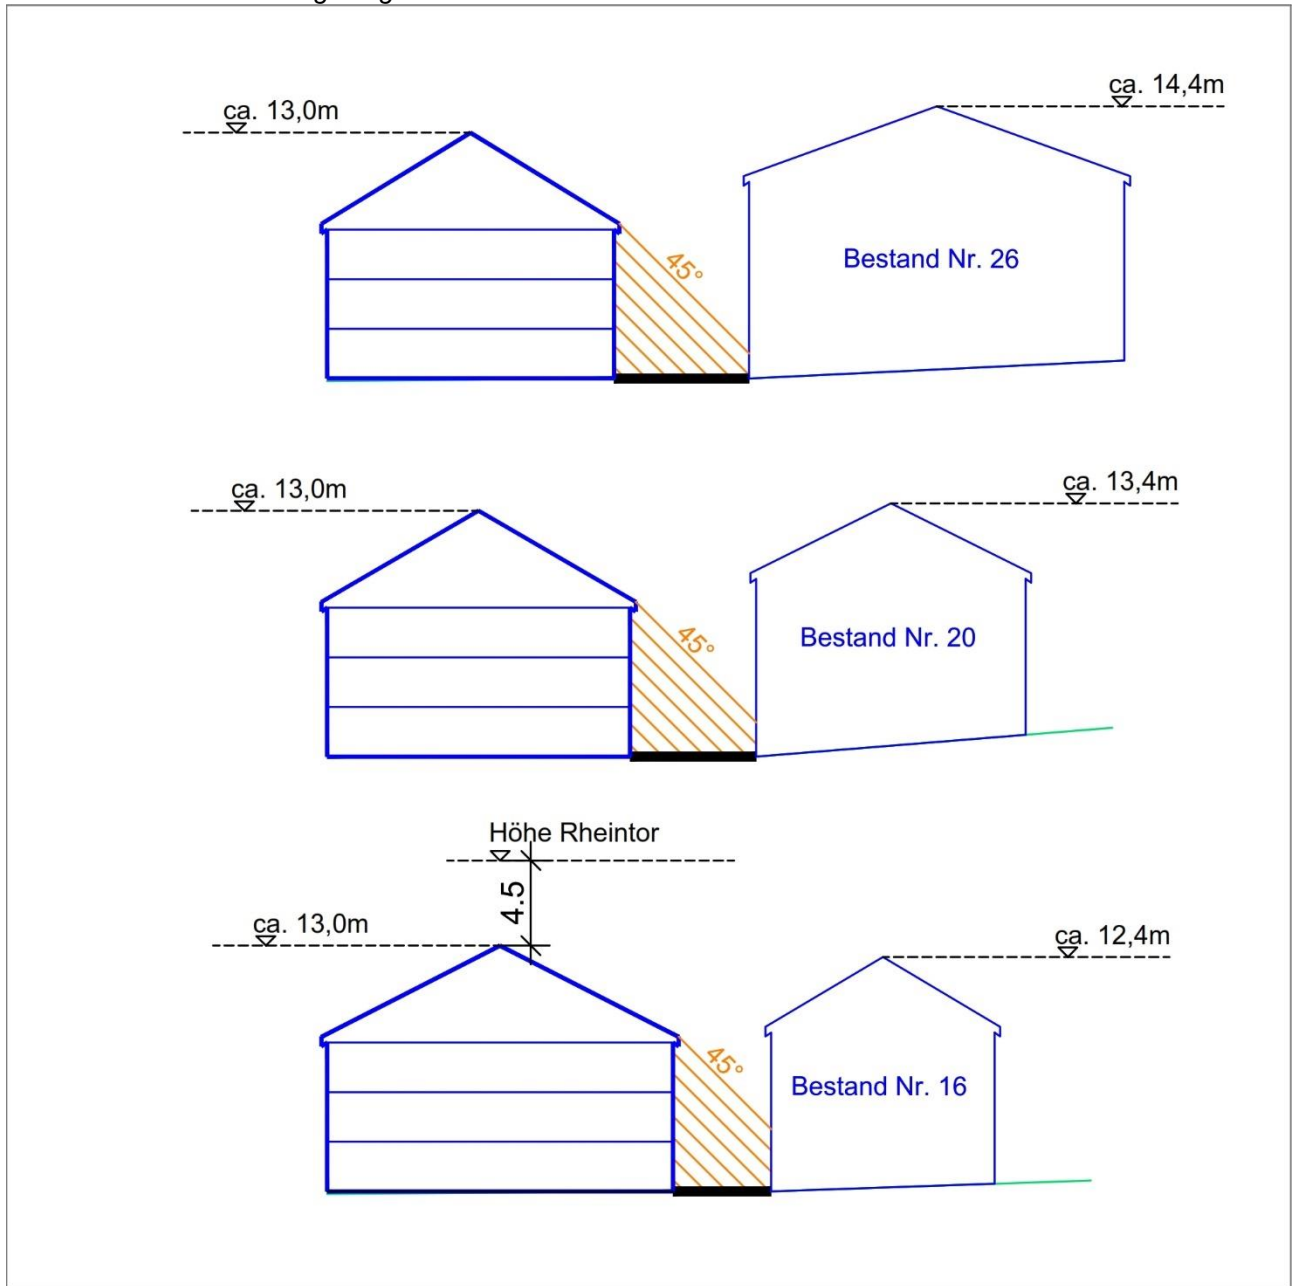 ca. 13,0m
ca. 14,4m
45°
Bestand Nr. 26
ca. 13,0m
ca. 13,4m
45°
Bestand Nr. 20
Höhe Rheintor
4.5
ca. 13,0m
ca. 12,4m
45°
Bestand Nr. 16